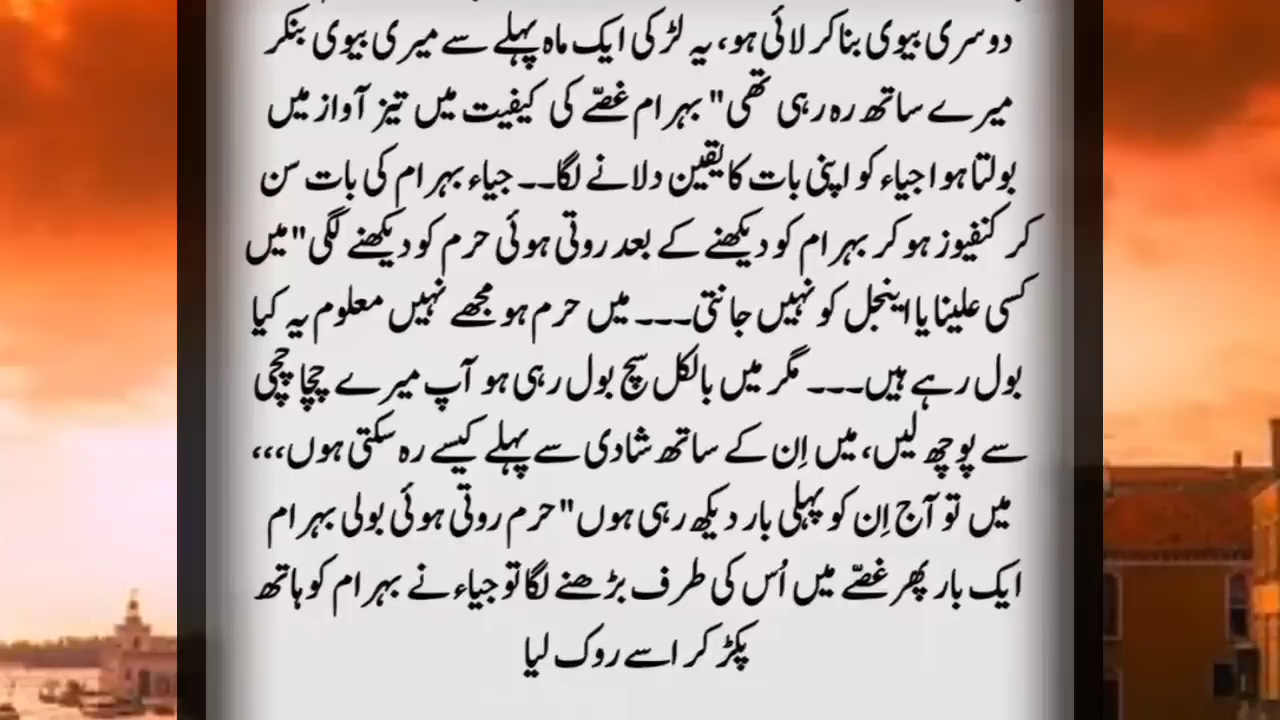 دوسری بیوی بنا کر لائی ہو، یہ لڑکی ایک ماہ پہلے سے میری بیوی بنکر
میرے ساتھ رہ رہی تھی" بہرام غصّے کی کیفیت میں تیز آواز میں
بولتا ہوا جیاء کو اپنی بات کا یقین دلانے لگا۔۔ جیاء بہرام کی بات سن
کر کنفیوز ہو کر بہرام کو دیکھنے کے بعد روتی ہوئی حرم کو دیکھنے لگی" میں
کسی علینا یا اینجل کو نہیں جانتی۔۔۔ میں حرم ہو مجھے نہیں معلوم یہ کیا
بول رہے ہیں۔۔۔ مگر میں بالکل سچ بول رہی ہو آپ میرے چچا چچی
سے پوچھ لیں، میں اِن کے ساتھ شادی سے پہلے کیسے رہ سکتی ہوں،،،
میں تو آج اِن کو پہلی بار دیکھ رہی ہوں" حرم روتی ہوئی بولی بہرام
ایک بار پھر غصّے میں اُس کی طرف بڑھنے لگا تو جیاء نے بہرام کو ہاتھ
پکڑ کر اسے روک لیا